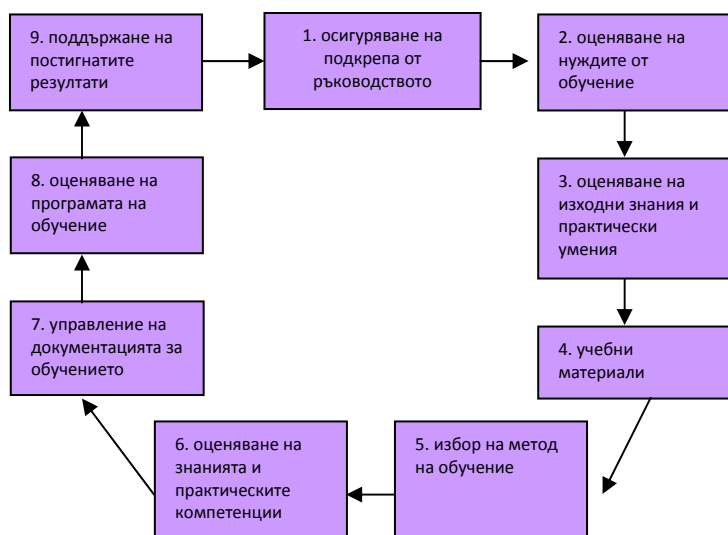 1. осигуряване на
подкрепа от
ръководството
2. оценяване на
нуждите от
обучение
3. оценяване на
изходни знания и
практически
умения
4. учебни
материали
5. избор на метод
на обучение
6. оценяване на
знанията и
практическите
компетенции
7. управление на
документацията за
обучението
8. оценяване на
програмата на
обучение
9. поддържане на
постигнатите
резултати